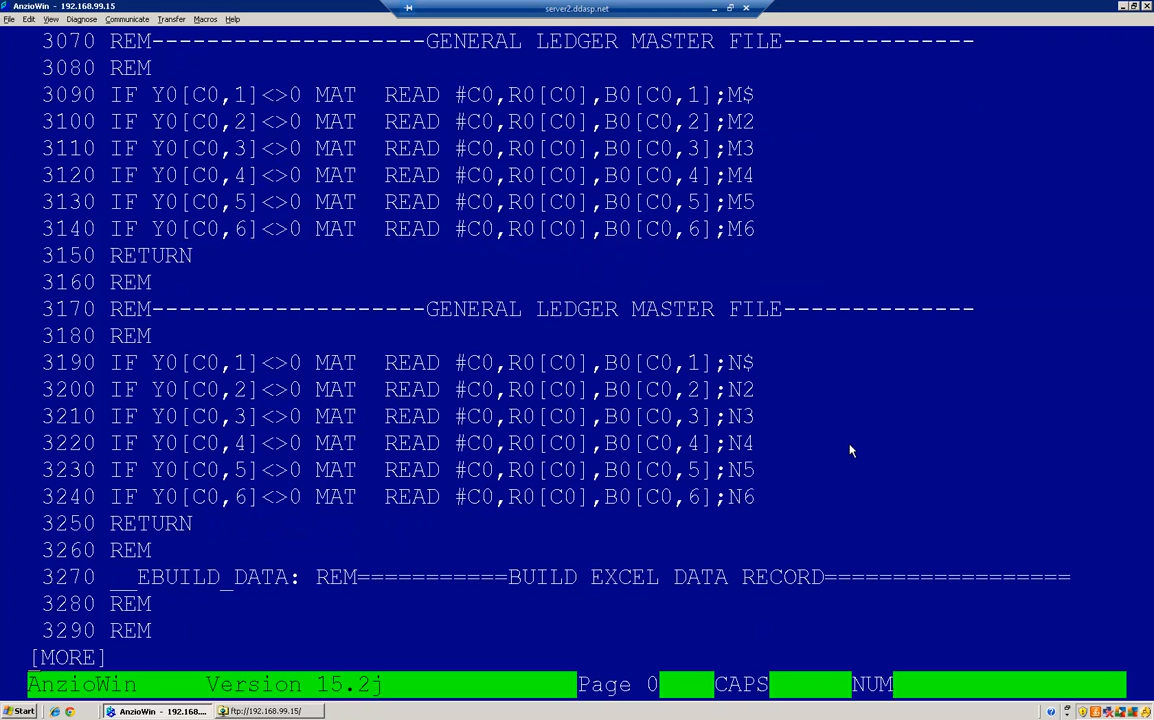 AnzioWin - 192.168.99.15
server2.ddasp.net
File Edit View Diagnose Communicate Transfer Macros Help
3070 REM--------------------GENERAL LEDGER MASTER FILE--------------
3080 REM
3090 IF Y0[C0,1]<>0 MAT  READ #C0,R0[C0],B0[C0,1];M$
3100 IF Y0[C0,2]<>0 MAT  READ #C0,R0[C0],B0[C0,2];M2
3110 IF Y0[C0,3]<>0 MAT  READ #C0,R0[C0],B0[C0,3];M3
3120 IF Y0[C0,4]<>0 MAT  READ #C0,R0[C0],B0[C0,4];M4
3130 IF Y0[C0,5]<>0 MAT  READ #C0,R0[C0],B0[C0,5];M5
3140 IF Y0[C0,6]<>0 MAT  READ #C0,R0[C0],B0[C0,6];M6
3150 RETURN
3160 REM
3170 REM--------------------GENERAL LEDGER MASTER FILE--------------
3180 REM
3190 IF Y0[C0,1]<>0 MAT  READ #C0,R0[C0],B0[C0,1];N$
3200 IF Y0[C0,2]<>0 MAT  READ #C0,R0[C0],B0[C0,2];N2
3210 IF Y0[C0,3]<>0 MAT  READ #C0,R0[C0],B0[C0,3];N3
3220 IF Y0[C0,4]<>0 MAT  READ #C0,R0[C0],B0[C0,4];N4
3230 IF Y0[C0,5]<>0 MAT  READ #C0,R0[C0],B0[C0,5];N5
3240 IF Y0[C0,6]<>0 MAT  READ #C0,R0[C0],B0[C0,6];N6
3250 RETURN
3260 REM
3270 __EBUILD_DATA: REM===========BUILD EXCEL DATA RECORD==================
3280 REM
3290 REM
[MORE]
AnzioWin Version 15.2j Page 0 CAPS NUM
Start AnzioWin - 192.168.... ftp://192.168.99.15/